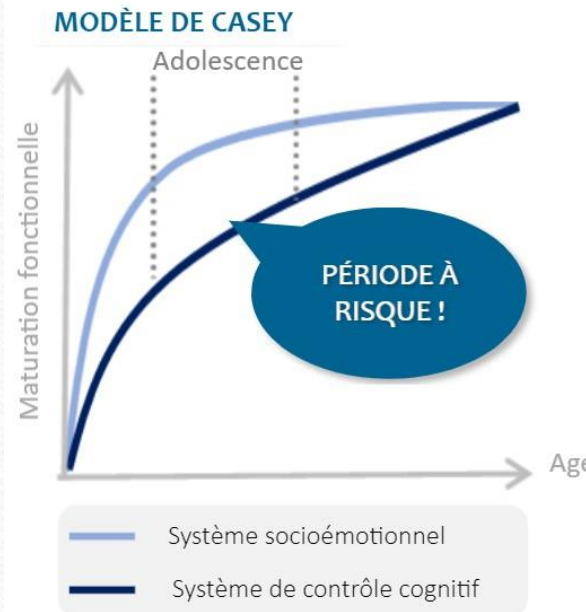 MODÈLE DE CASEY
Adolescence
Maturation fonctionnelle
PÉRIODE À
RISQUE !
Age
Système socioémotionnel
Système de contrôle cognitif